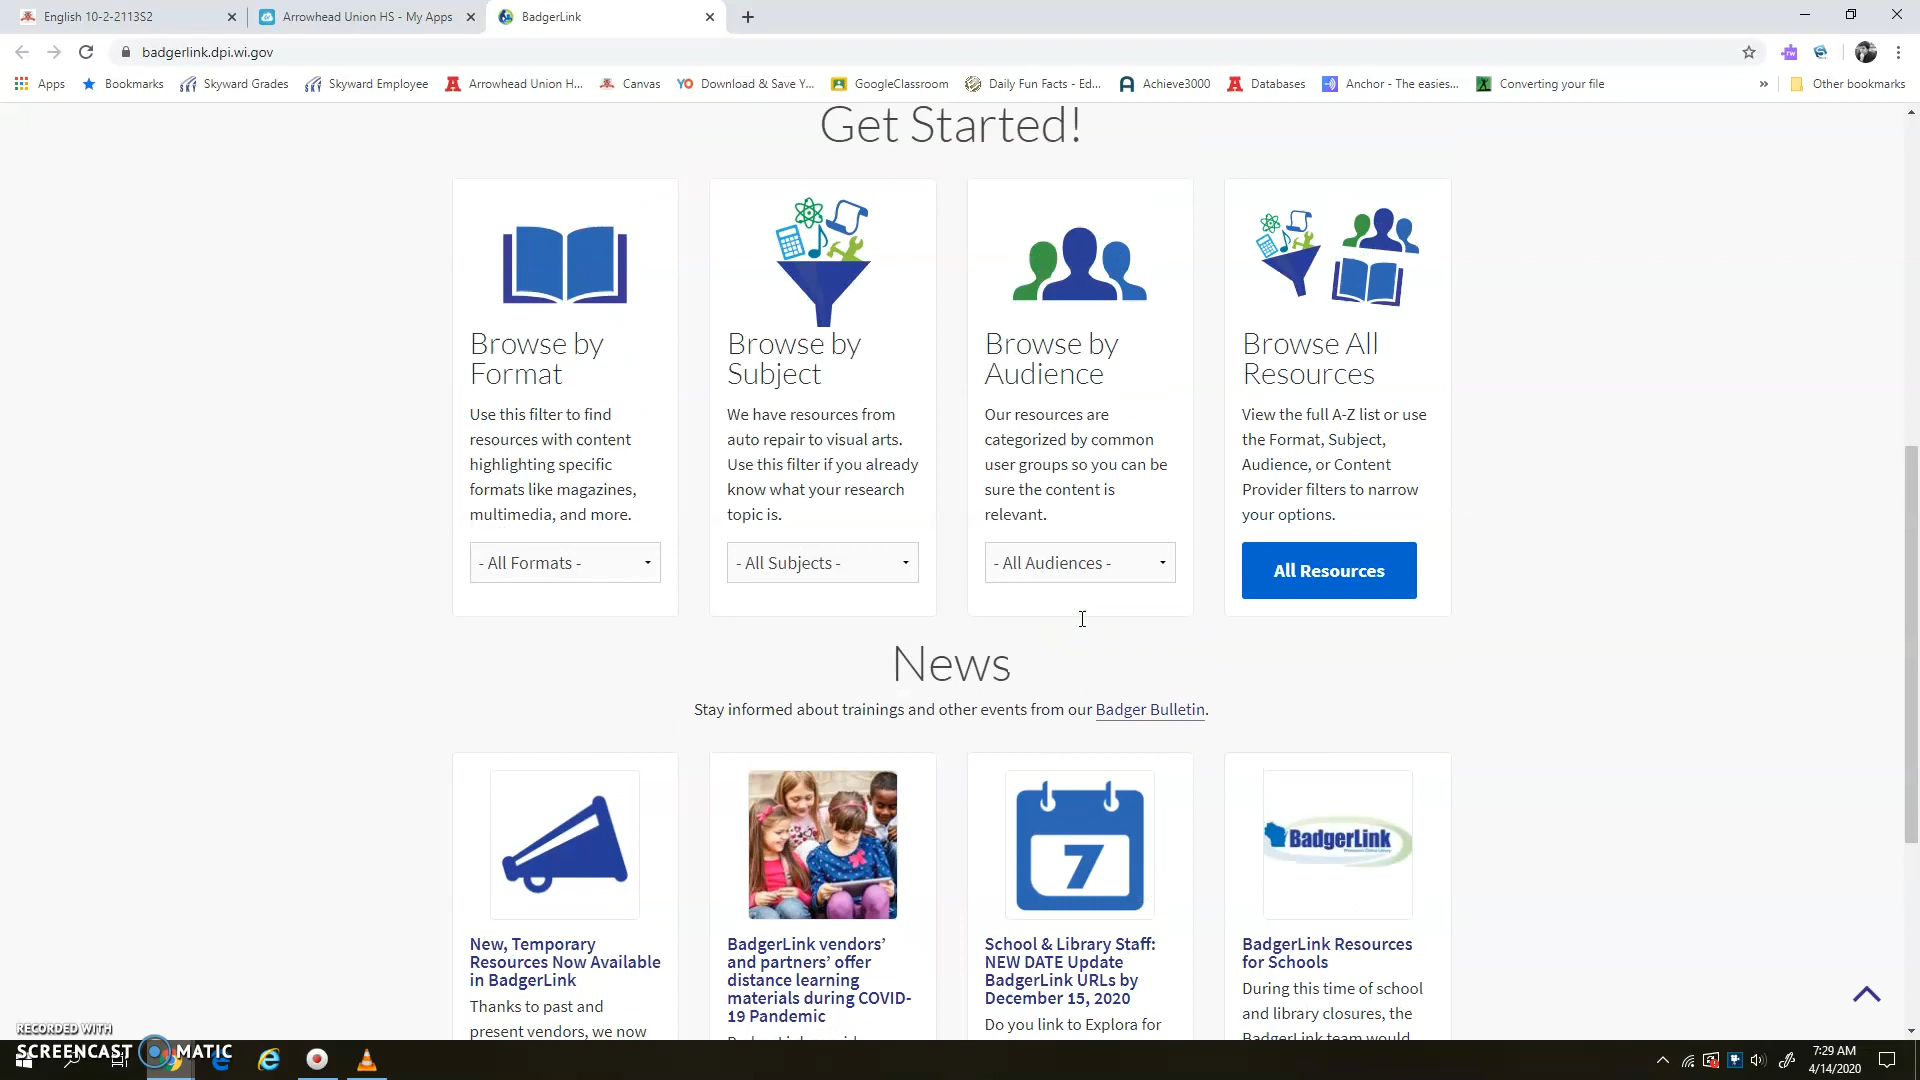 English 10-2-2113S2
Arrowhead Union HS - My Apps
BadgerLink
badgerlink.dpi.wi.gov
Apps
Bookmarks
Skyward Grades
Skyward Employee
Arrowhead Union H...
Canvas
YO Download & Save Y...
GoogleClassroom
Daily Fun Facts - Ed...
Achieve3000
Databases
Anchor - The easies...
Converting your file
Other bookmarks
Get Started!
Browse by
Format
Use this filter to find
resources with content
highlighting specific
formats like magazines,
multimedia, and more.
- All Formats -
Browse by
Subject
We have resources from
auto repair to visual arts.
Use this filter if you already
know what your research
topic is.
- All Subjects -
Browse by
Audience
Our resources are
categorized by common
user groups so you can be
sure the content is
relevant.
- All Audiences -
Browse All
Resources
View the full A-Z list or use
the Format, Subject,
Audience, or Content
Provider filters to narrow
your options.
All Resources
News
Stay informed about trainings and other events from our Badger Bulletin.
New, Temporary
Resources Now Available
in BadgerLink
Thanks to past and
present vendors, we now
BadgerLink vendors'
and partners' offer
distance learning
materials during COVID-
19 Pandemic
7
School & Library Staff:
NEW DATE Update
BadgerLink URLs by
December 15, 2020
Do you link to Explora for
BadgerLink
BadgerLink Resources
for Schools
During this time of school
and library closures, the
BadgerLink team would
RECORDED WITH
SCREENCAST MATIC
7:29 AM
4/14/2020